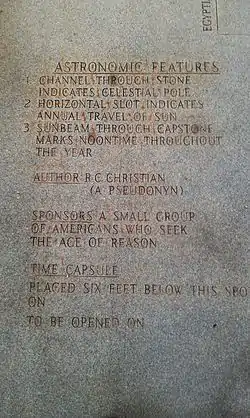 EGYPTI
ASTRONOMIC FEATURES
1. CHANNEL THROUGH STONE
INDICATES CELESTIAL POLE
2. HORIZONTAL SLOT INDICATES
ANNUAL TRAVEL OF SUN
3. SUNBEAM THROUGH CAPSTONE
MARKS NOONTIME THROUGHOUT
THE YEAR
AUTHOR: R.C. CHRISTIAN
(A PSEUDONYN)
SPONSORS: A SMALL GROUP
OF AMERICANS WHO SEEK
THE AGE OF REASON
TIME CAPSULE
PLACED SIX FEET BELOW THIS SPO
ON
TO BE OPENED ON